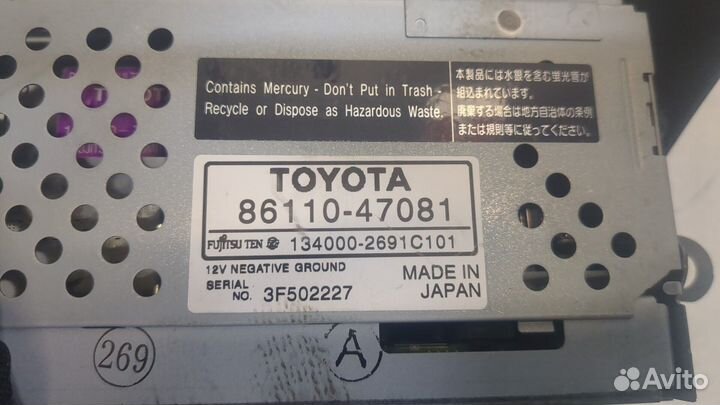 Contains Mercury - Don't Put in Trash -
Recycle or Dispose as Hazardous Waste.
本製品には水銀を含む蛍光管が
組込まれています。
廃棄する場合は地方自治体の条例
または規則等に従ってください。
TOYOTA
86110-47081
FUJITSU TEN 134000-2691C101
12V NEGATIVE GROUND
SERIAL NO. 3F502227
MADE IN JAPAN
269
A
Avito